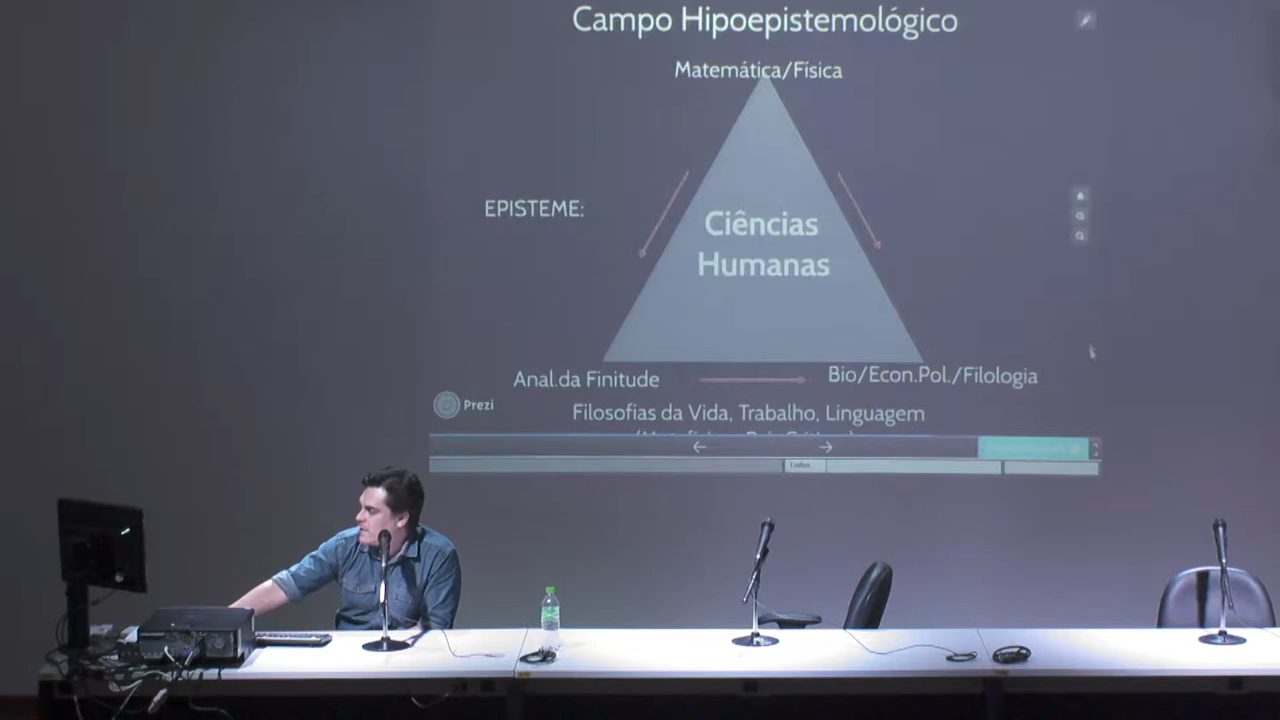 Campo Hipoepistemológico
Matemática/Física
EPISTEME:
Ciências
Humanas
Anal.da Finitude
Bio/Econ.Pol./Filologia
Prezi
Filosofias da Vida, Trabalho, Linguagem